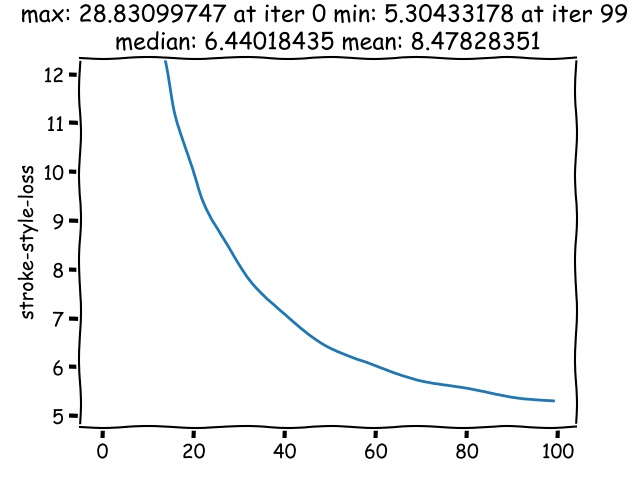 max: 28.83099747 at iter 0 min: 5.30433178 at iter 99
median: 6.44018435 mean: 8.47828351
stroke-style-loss
12
11
10
9
8
7
6
5
0 20 40 60 80 100